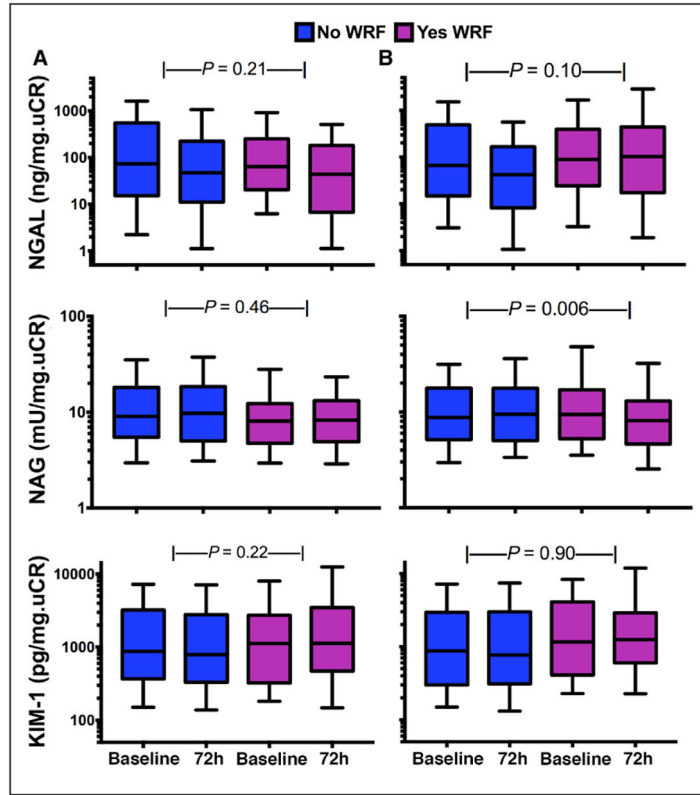 No WRF Yes WRF
A
B
P = 0.21
P = 0.10
NGAL (ng/mg.uCR)
1000
100
10
1
P = 0.46
P = 0.006
NAG (mU/mg.uCR)
100
10
1
P = 0.22
P = 0.90
KIM-1 (pg/mg.uCR)
10000
1000
100
Baseline 72h Baseline 72h
Baseline 72h Baseline 72h